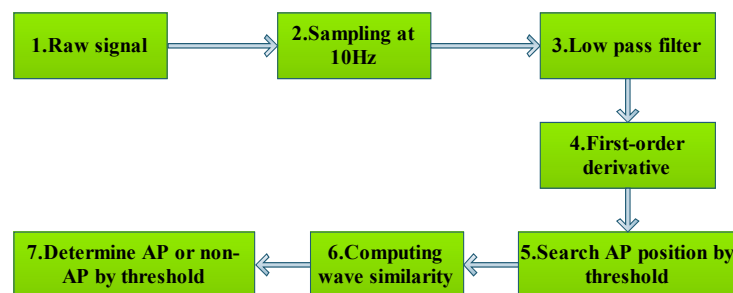 1.Raw signal
2.Sampling at
10Hz
3.Low pass filter
4.First-order
derivative
5.Search AP position by
threshold
6.Computing
wave similarity
7.Determine AP or non-
AP by threshold